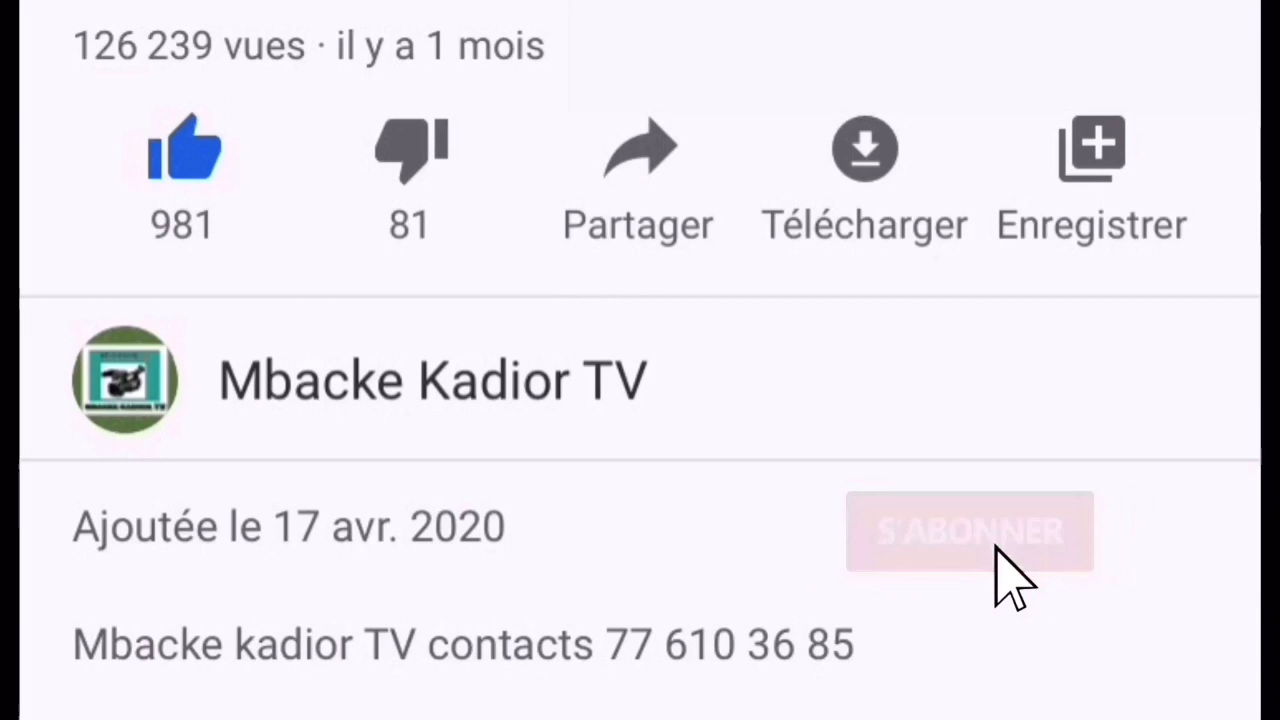 126 239 vues · il y a 1 mois
981
81
Partager
Télécharger
Enregistrer
Mbacke Kadior TV
Ajoutée le 17 avr. 2020
S'ABONNER
Mbacke kadior TV contacts 77 610 36 85